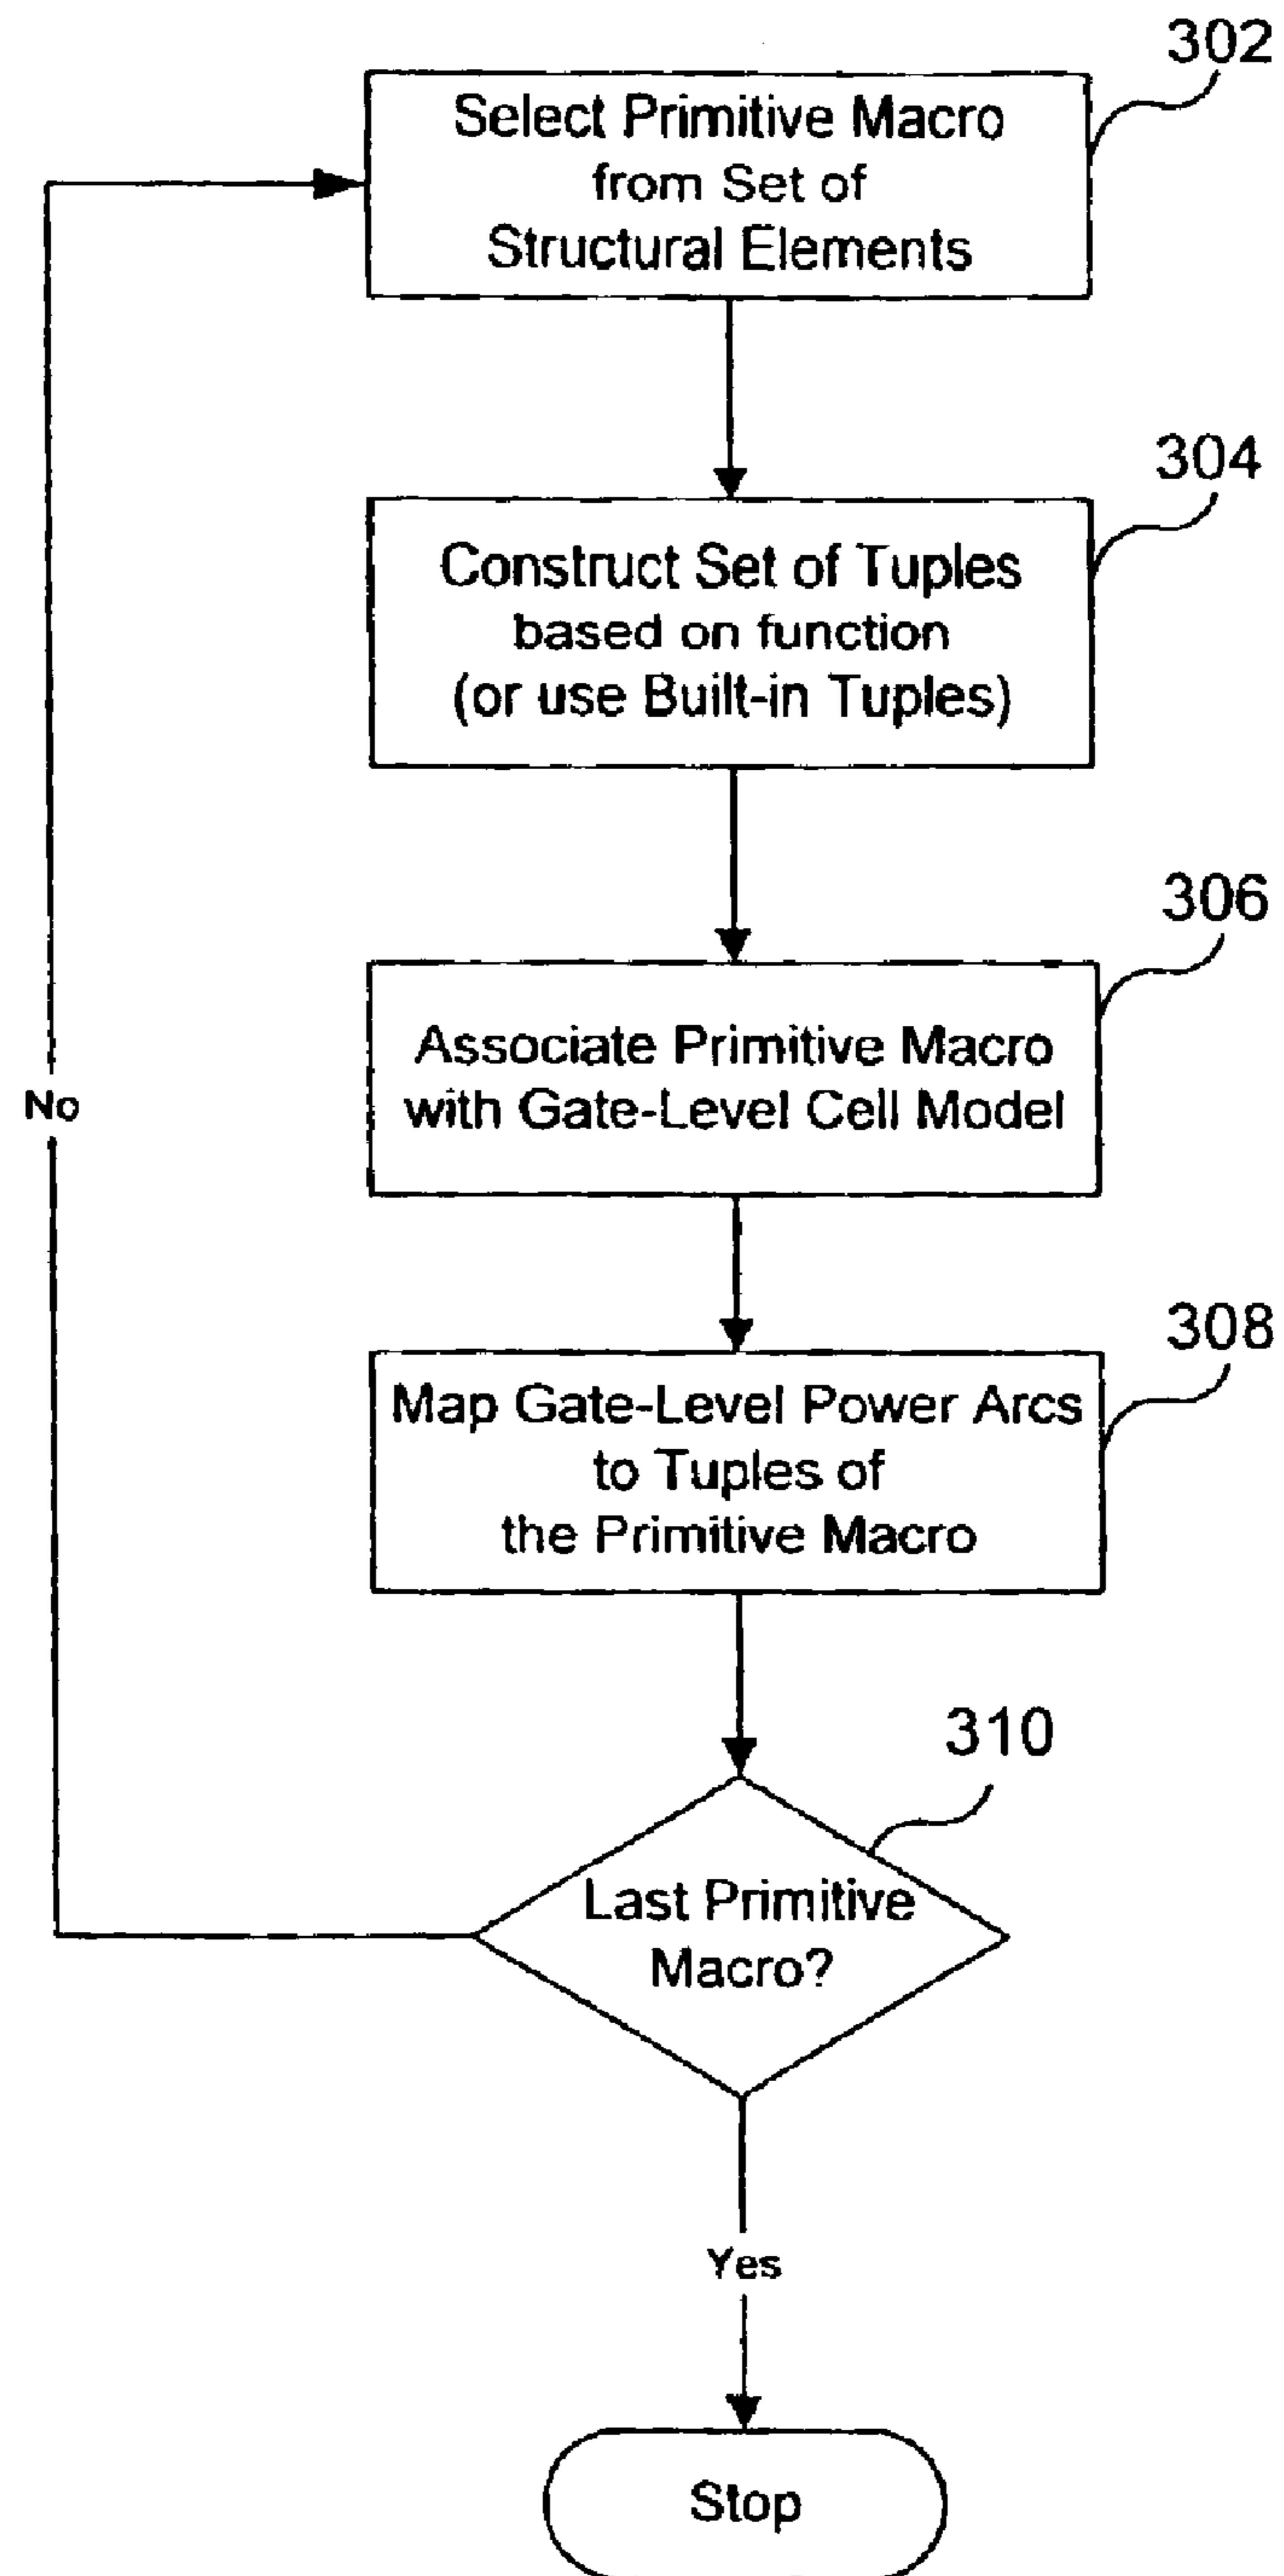 302
Select Primitive Macro
from Set of
Structural Elements
304
Construct Set of Tuples
based on function
(or use Built-in Tuples)
306
Associate Primitive Macro
with Gate-Level Cell Model
No
308
Map Gate-Level Power Arcs
to Tuples of
the Primitive Macro
310
Last Primitive
Macro?
Yes
Stop